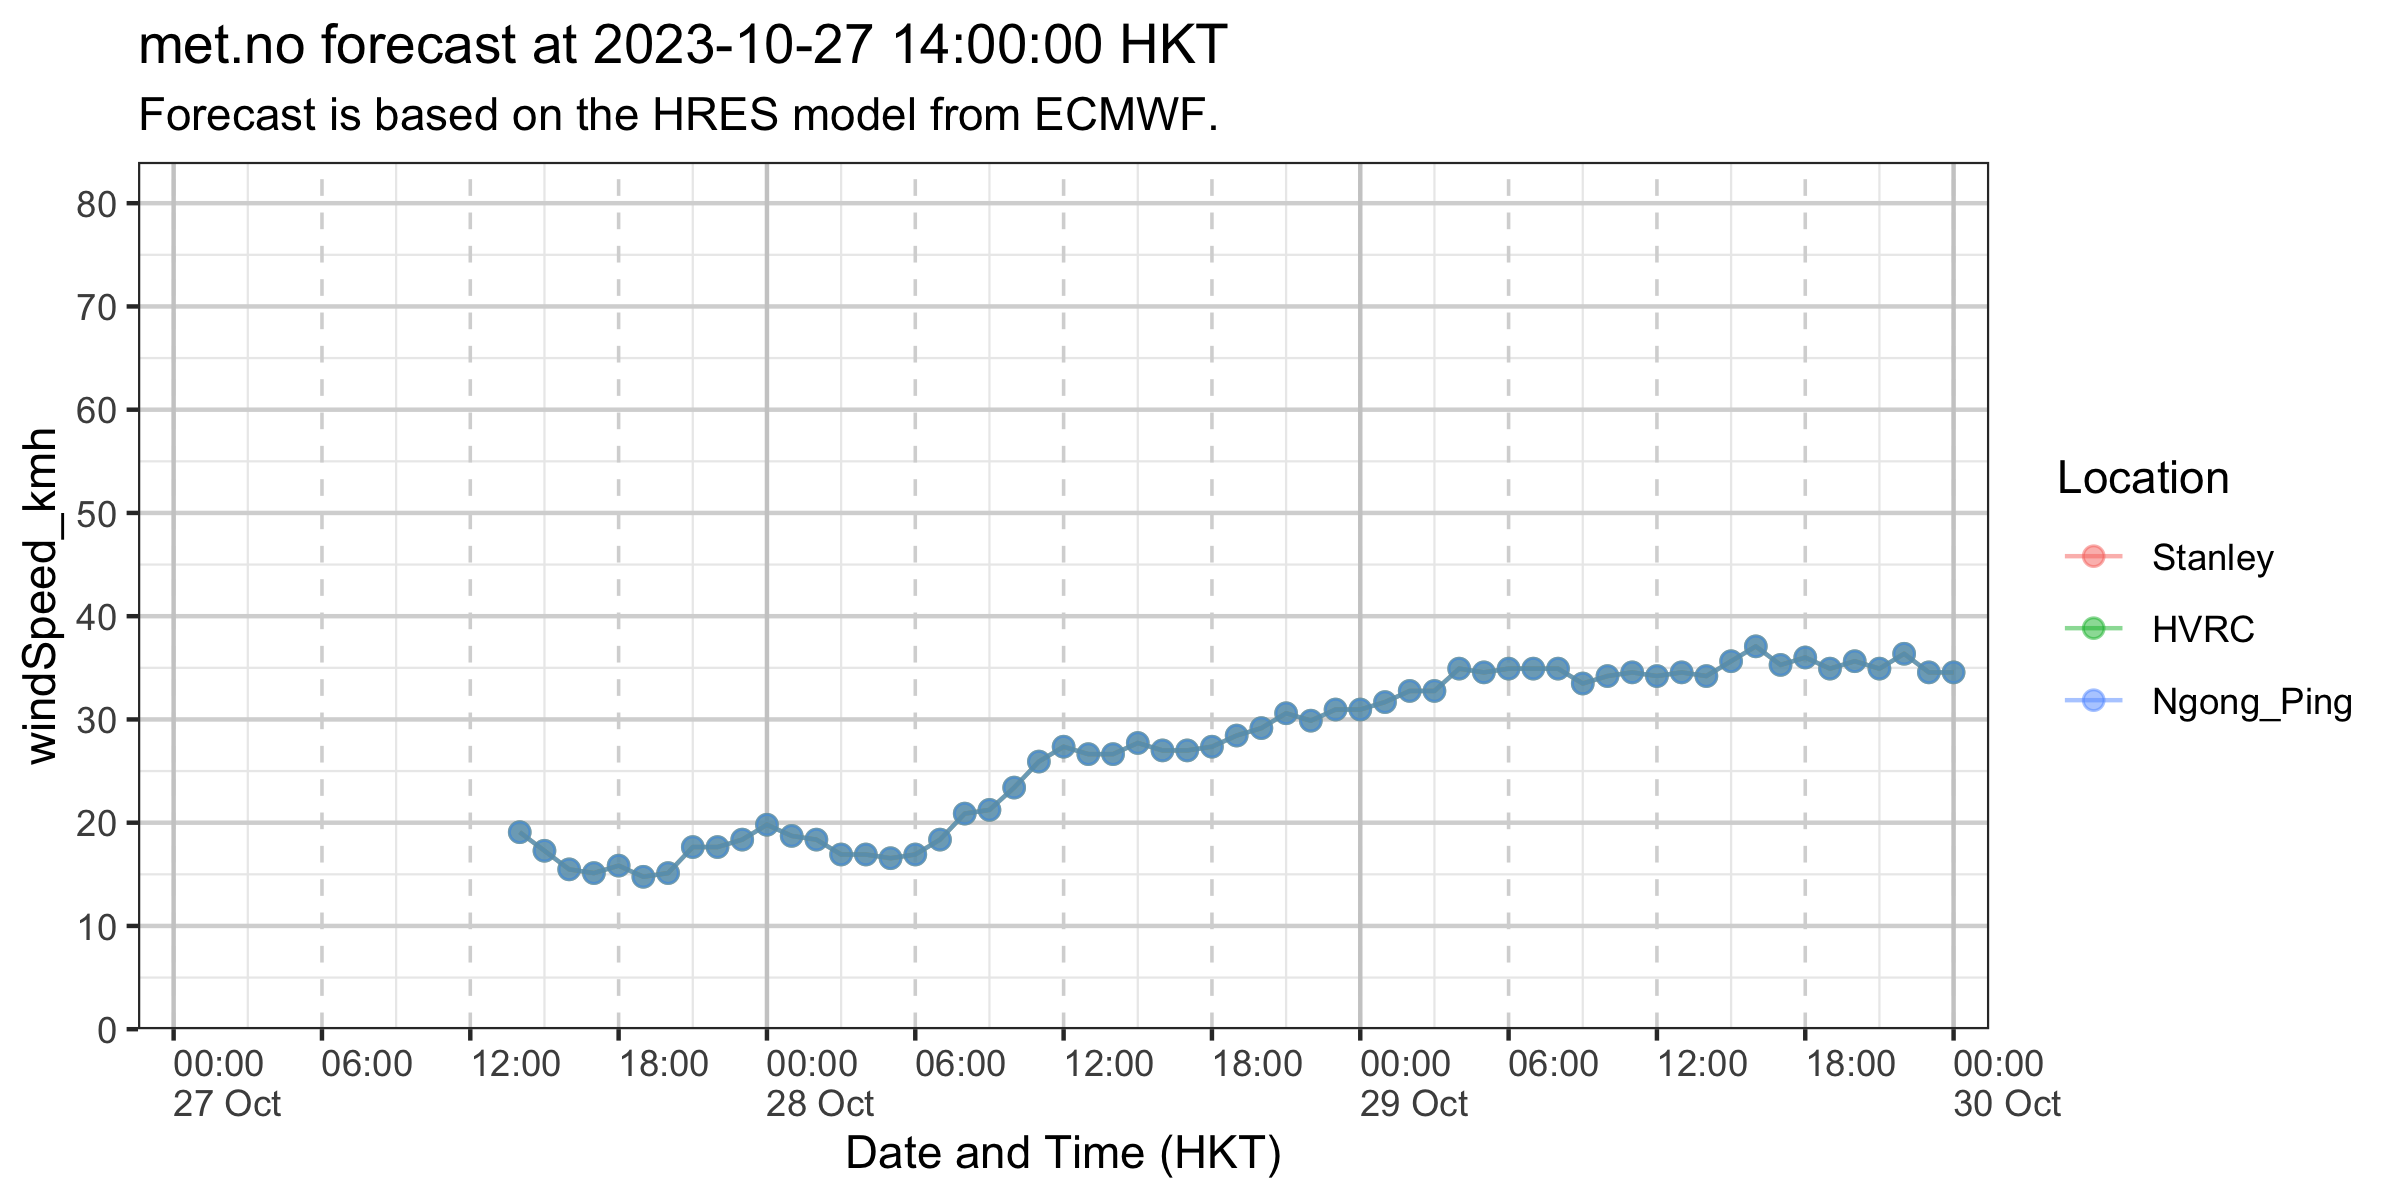 met.no forecast at 2023-10-27 14:00:00 HKT
Forecast is based on the HRES model from ECMWF.
windSpeed_kmh
80
70
60
50
40
30
20
10
0
00:00 06:00 12:00 18:00 00:00 06:00 12:00 18:00 00:00 06:00 12:00 18:00 00:00
27 Oct 28 Oct 29 Oct 30 Oct
Date and Time (HKT)
Location
Stanley
HVRC
Ngong_Ping